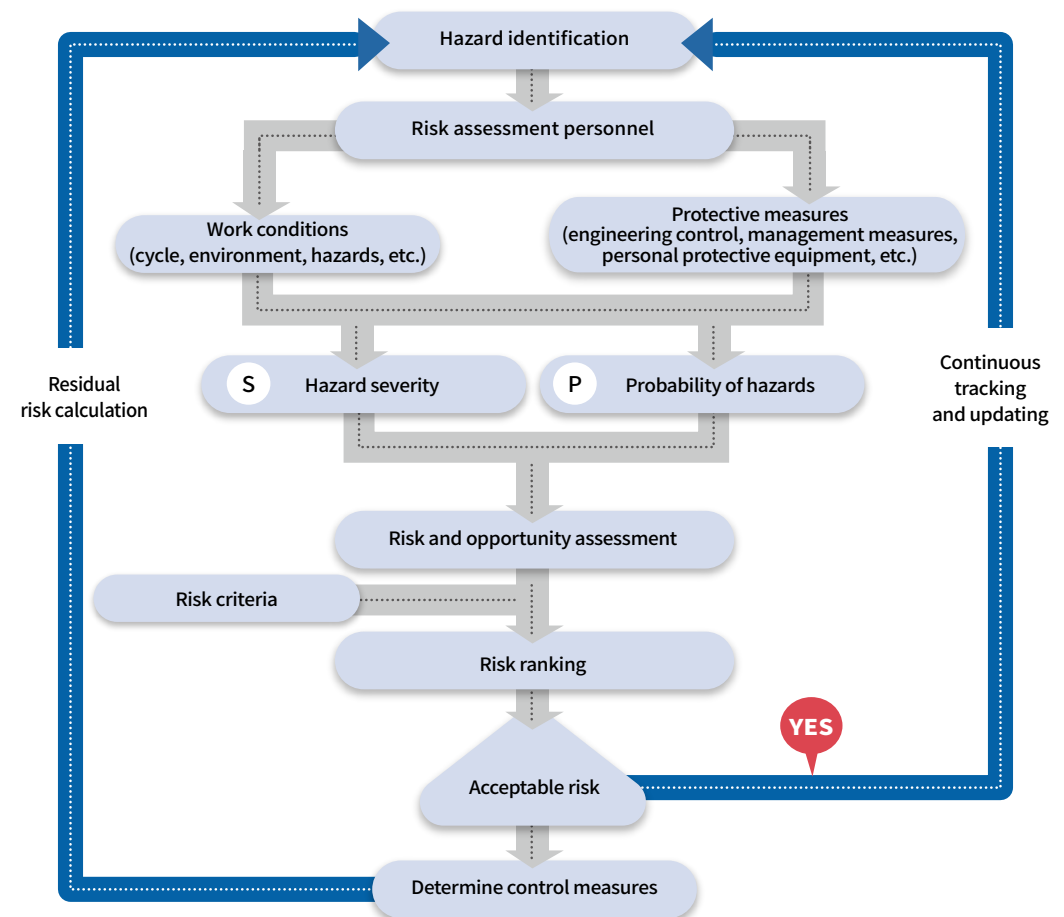 Hazard identification
Risk assessment personnel
Work conditions
(cycle, environment, hazards, etc.)
Protective measures
(engineering control, management measures,
personal protective equipment, etc.)
Residual
risk calculation
S
Hazard severity
P
Probability of hazards
Continuous
tracking
and updating
Risk and opportunity assessment
Risk criteria
Risk ranking
YES
Acceptable risk
Determine control measures